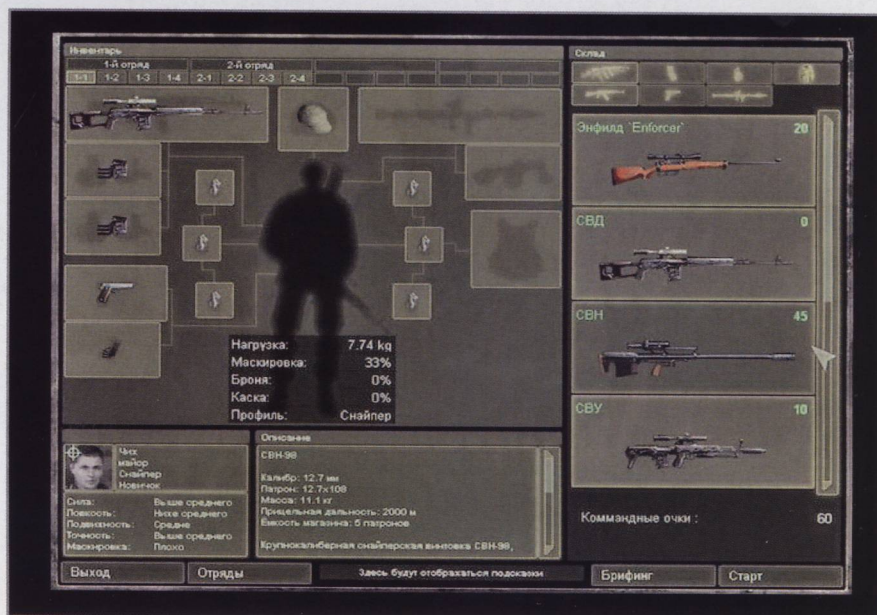 Инвентарь
1-й отряд 2-й отряд
1-1 1-2 1-3 1-4 2-1 2-2 2-3 2-4
Нагрузка: 7.74 kg
Маскировка: 33%
Броня: 0%
Каска: 0%
Профиль: Снайпер
Чих
майор
Снайпер
Новичок
Сила: Выше среднего
Ловкость: Ниже среднего
Подвижность: Средне
Точность: Выше среднего
Маскировка: Плохо
Описание
СВН-98
Калибр: 12.7 мм
Патрон: 12.7x108
Масса: 11.1 кг
Прицельная дальность: 2000 м
Ёмкость магазина: 5 патронов
Крупнокалиберная снайперская винтовка СВН-98,
Склад
Энфилд `Enforcer` 20
СВД 0
СВН 45
СВУ 10
Коммандные очки : 60
Выход Отряды Здесь будут отображаться подсказки Брифинг Старт